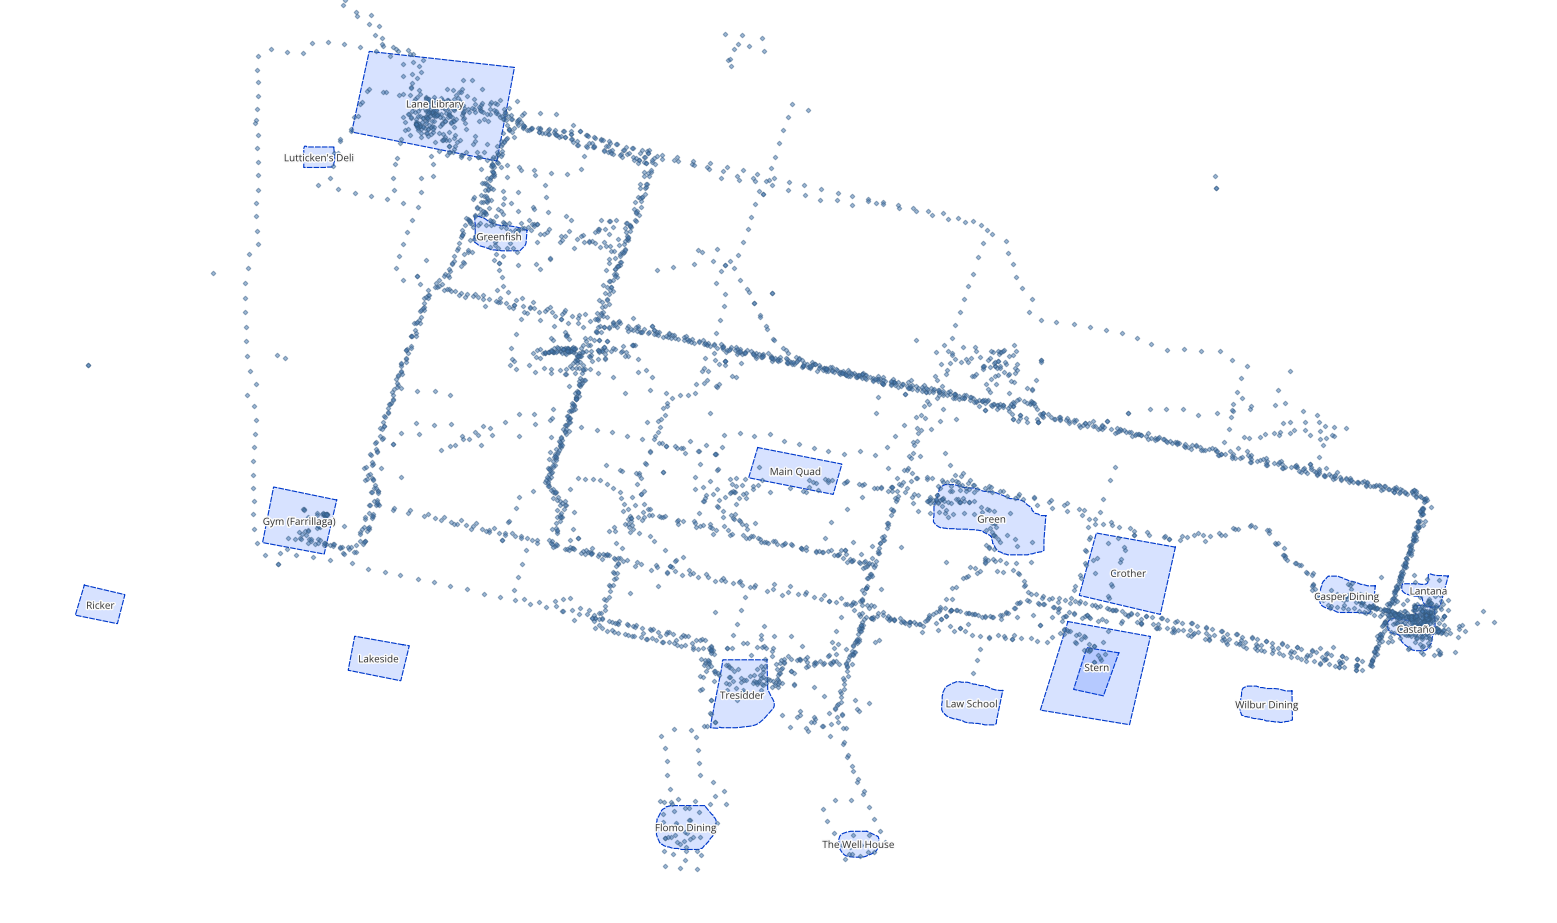 Lane Library
Lutticken's Deli
Greenfish
Main Quad
Gym (Farrillaga)
Green
Crother
Casper Dining
Lantana
Ricker
Castaño
Lakeside
Stern
Tresidder
Law School
Wilbur Dining
Flomo Dining
The Well House